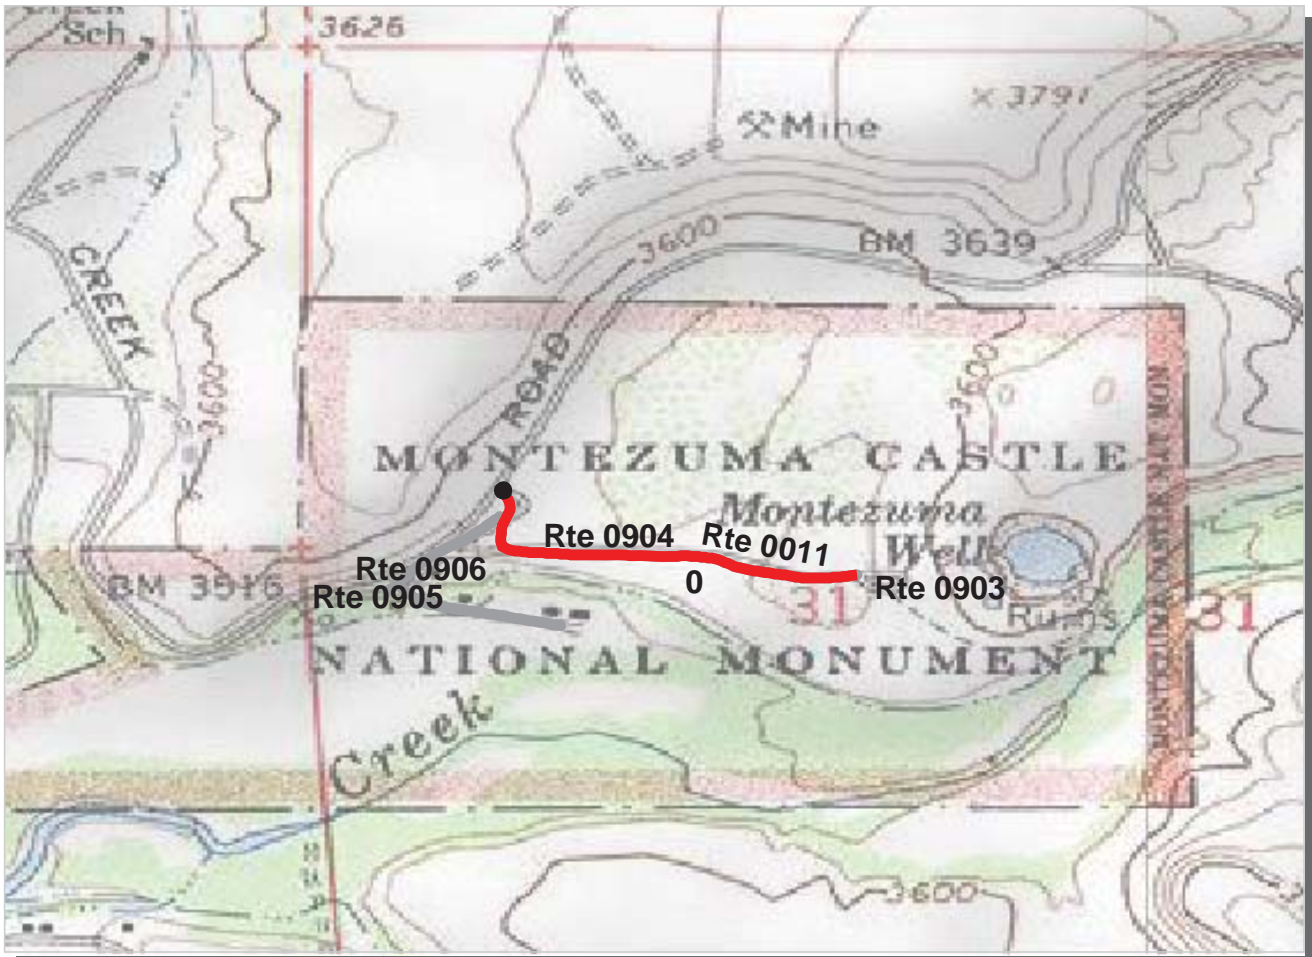 Sch
3626
× 3791
Mine
3600
BM 3639
CREEK
ROAD
3600
3600
MONTEZUMA CASTLE
Montezuma
Well
Rte 0904
Rte 0011
Rte 0906
BM 3516
Rte 0905
0
Rte 0903
31
Ruins
31
NATIONAL MONUMENT
Creek
3600